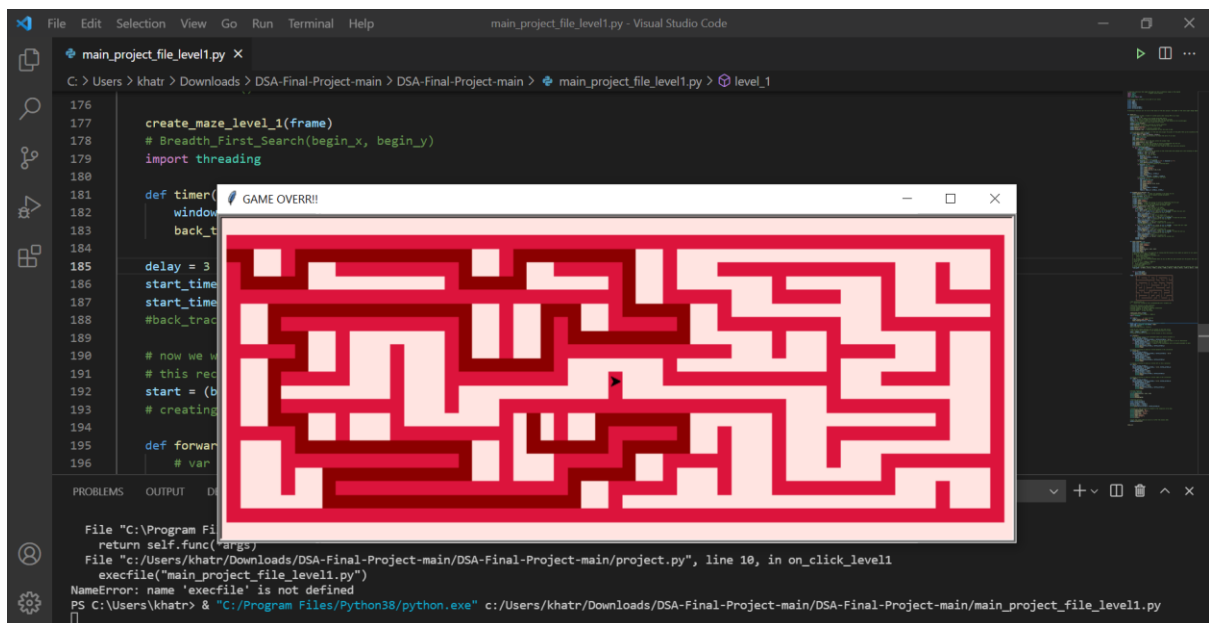 File Edit Selection View Go Run Terminal Help main_project_file_level1.py - Visual Studio Code
main_project_file_level1.py
C: > Users > khatr > Downloads > DSA-Final-Project-main > DSA-Final-Project-main > main_project_file_level1.py > level_1
176
177 create_maze_level_1(frame)
178 # Breadth_First_Search(begin_x, begin_y)
179 import threading
180
181 def timer(
182 window
183 back_t
184
185 delay = 3
186 start_time
187 start_time
188 #back_trac
189
190 # now we w
191 # this rec
192 start = (b
193 # creating
194
195 def forwar
196 # var
GAME OVERR!!
PROBLEMS OUTPUT DE
File "C:\Program Fi
return self.func(*args)
File "c:/Users/khatr/Downloads/DSA-Final-Project-main/DSA-Final-Project-main/project.py", line 10, in on_click_level1
execfile("main_project_file_level1.py")
NameError: name 'execfile' is not defined
PS C:\Users\khatr> & "C:/Program Files/Python38/python.exe" c:/Users/khatr/Downloads/DSA-Final-Project-main/DSA-Final-Project-main/main_project_file_level1.py